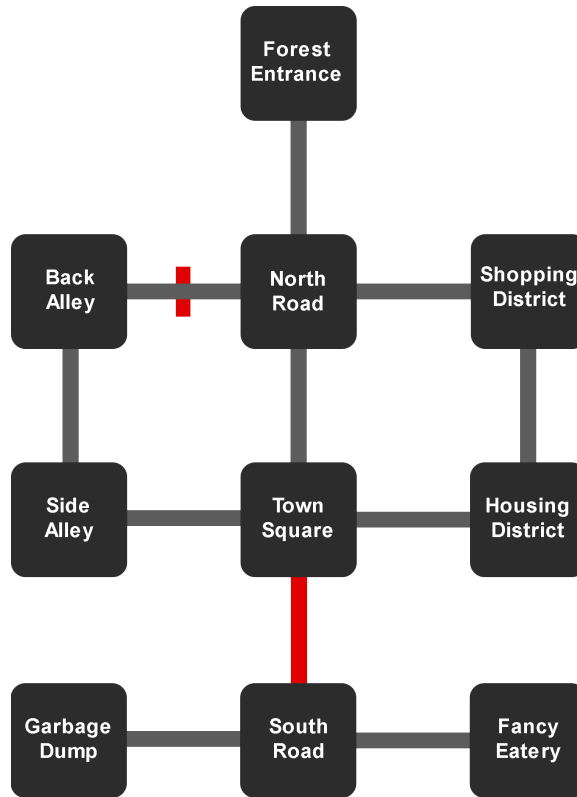 Forest
Entrance
Back
Alley
North
Road
Shopping
District
Side
Alley
Town
Square
Housing
District
Garbage
Dump
South
Road
Fancy
Eatery